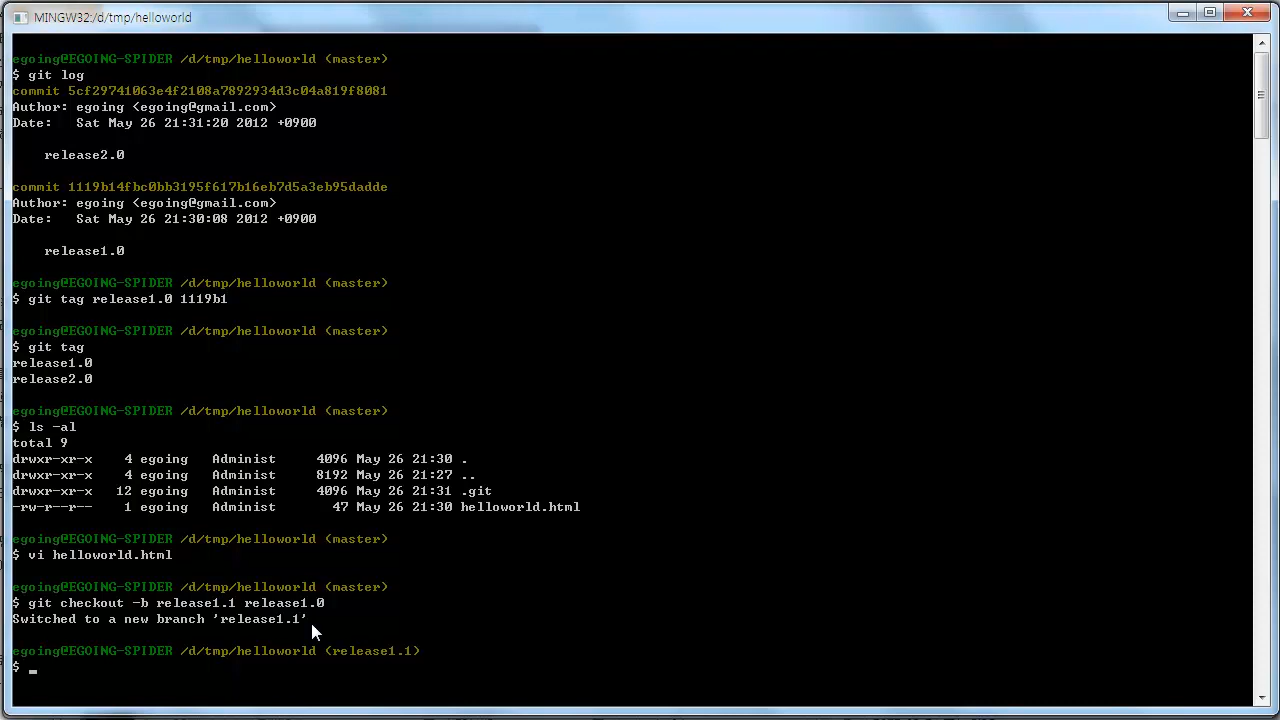 MINGW32:/d/tmp/helloworld
egoing@EGOING-SPIDER /d/tmp/helloworld (master)
$ git log
commit 5cf29741063e4f2108a7892934d3c04a819f8081
Author: egoing <egoing@gmail.com>
Date:   Sat May 26 21:31:20 2012 +0900
release2.0
commit 1119b14fbc0bb3195f617b16eb7d5a3eb95dadde
Author: egoing <egoing@gmail.com>
Date:   Sat May 26 21:30:08 2012 +0900
release1.0
egoing@EGOING-SPIDER /d/tmp/helloworld (master)
$ git tag release1.0 1119b1
egoing@EGOING-SPIDER /d/tmp/helloworld (master)
$ git tag
release1.0
release2.0
egoing@EGOING-SPIDER /d/tmp/helloworld (master)
$ ls -al
total 9
drwxr-xr-x    4 egoing   Administ     4096 May 26 21:30 .
drwxr-xr-x    4 egoing   Administ     8192 May 26 21:27 ..
drwxr-xr-x   12 egoing   Administ     4096 May 26 21:31 .git
-rw-r--r--    1 egoing   Administ       47 May 26 21:30 helloworld.html
egoing@EGOING-SPIDER /d/tmp/helloworld (master)
$ vi helloworld.html
egoing@EGOING-SPIDER /d/tmp/helloworld (master)
$ git checkout -b release1.1 release1.0
Switched to a new branch 'release1.1'
egoing@EGOING-SPIDER /d/tmp/helloworld (release1.1)
$ _